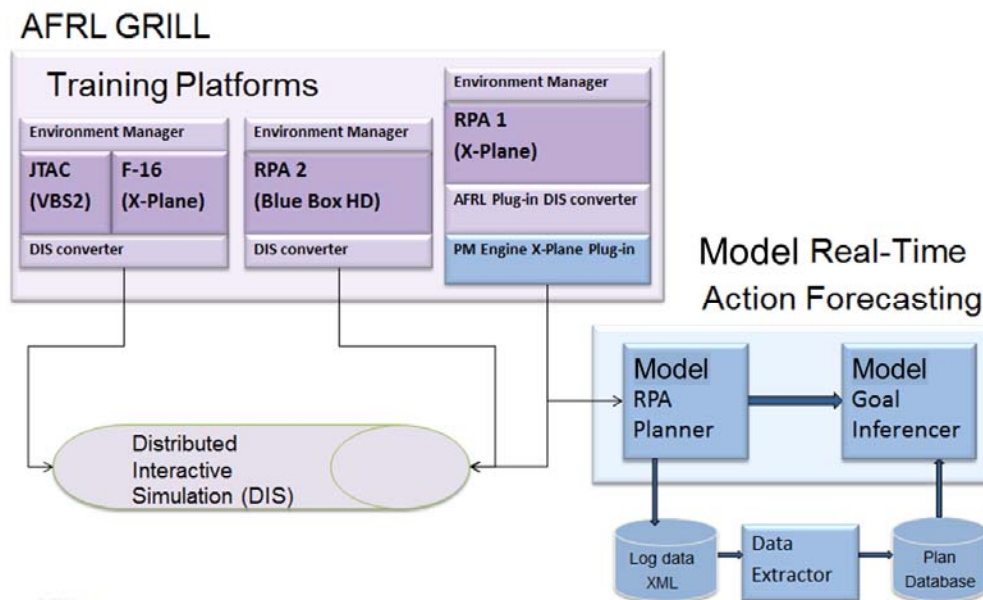 AFRL GRILL
Training Platforms
Environment Manager
JTAC
(VBS2)
F-16
(X-Plane)
DIS converter
Environment Manager
RPA 2
(Blue Box HD)
DIS converter
Environment Manager
RPA 1
(X-Plane)
AFRL Plug-in DIS converter
PM Engine X-Plane Plug-in
Model Real-Time
Action Forecasting
Model
RPA
Planner
Model
Goal
Inferencer
Distributed
Interactive
Simulation (DIS)
Log data
XML
Data
Extractor
Plan
Database